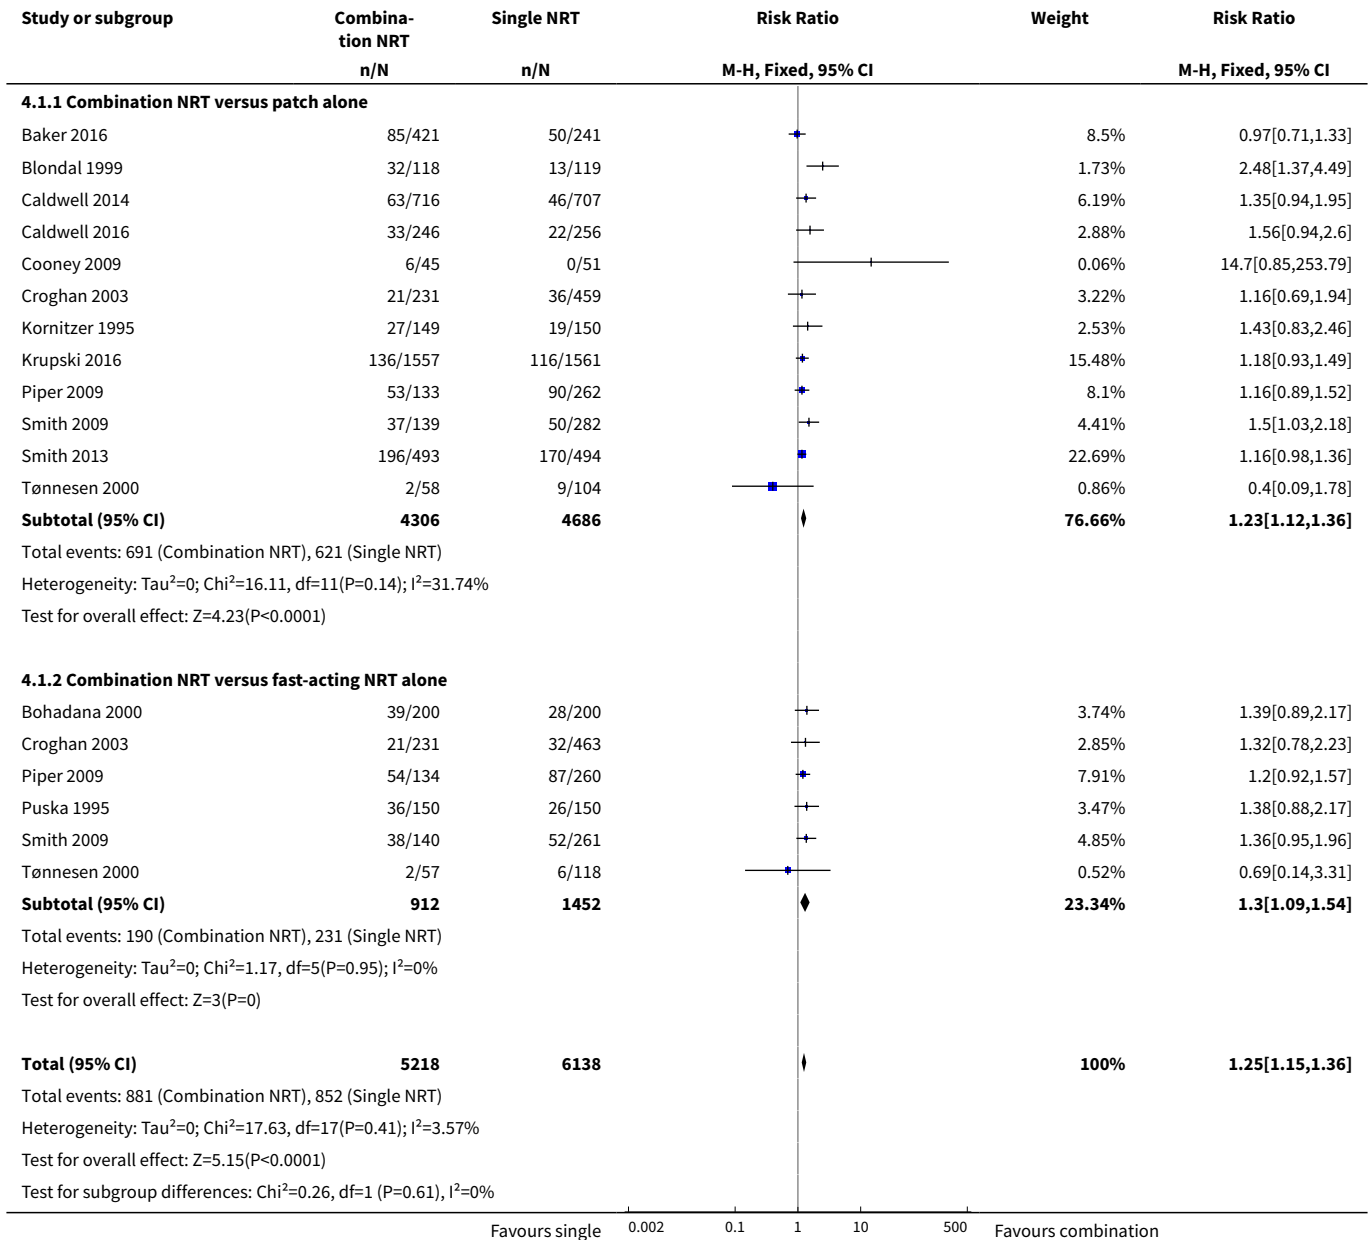 Study or subgroup Combina- Single NRT Risk Ratio Weight Risk Ratio
tion NRT
n/N n/N M-H, Fixed, 95% CI M-H, Fixed, 95% CI
4.1.1 Combination NRT versus patch alone
Baker 2016 85/421 50/241 8.5% 0.97[0.71,1.33]
Blondal 1999 32/118 13/119 1.73% 2.48[1.37,4.49]
Caldwell 2014 63/716 46/707 6.19% 1.35[0.94,1.95]
Caldwell 2016 33/246 22/256 2.88% 1.56[0.94,2.6]
Cooney 2009 6/45 0/51 0.06% 14.7[0.85,253.79]
Croghan 2003 21/231 36/459 3.22% 1.16[0.69,1.94]
Kornitzer 1995 27/149 19/150 2.53% 1.43[0.83,2.46]
Krupski 2016 136/1557 116/1561 15.48% 1.18[0.93,1.49]
Piper 2009 53/133 90/262 8.1% 1.16[0.89,1.52]
Smith 2009 37/139 50/282 4.41% 1.5[1.03,2.18]
Smith 2013 196/493 170/494 22.69% 1.16[0.98,1.36]
Tønnesen 2000 2/58 9/104 0.86% 0.4[0.09,1.78]
Subtotal (95% CI) 4306 4686 76.66% 1.23[1.12,1.36]
Total events: 691 (Combination NRT), 621 (Single NRT)
Heterogeneity: Tau²=0; Chi²=16.11, df=11(P=0.14); I²=31.74%
Test for overall effect: Z=4.23(P<0.0001)
4.1.2 Combination NRT versus fast-acting NRT alone
Bohadana 2000 39/200 28/200 3.74% 1.39[0.89,2.17]
Croghan 2003 21/231 32/463 2.85% 1.32[0.78,2.23]
Piper 2009 54/134 87/260 7.91% 1.2[0.92,1.57]
Puska 1995 36/150 26/150 3.47% 1.38[0.88,2.17]
Smith 2009 38/140 52/261 4.85% 1.36[0.95,1.96]
Tønnesen 2000 2/57 6/118 0.52% 0.69[0.14,3.31]
Subtotal (95% CI) 912 1452 23.34% 1.3[1.09,1.54]
Total events: 190 (Combination NRT), 231 (Single NRT)
Heterogeneity: Tau²=0; Chi²=1.17, df=5(P=0.95); I²=0%
Test for overall effect: Z=3(P=0)
Total (95% CI) 5218 6138 100% 1.25[1.15,1.36]
Total events: 881 (Combination NRT), 852 (Single NRT)
Heterogeneity: Tau²=0; Chi²=17.63, df=17(P=0.41); I²=3.57%
Test for overall effect: Z=5.15(P<0.0001)
Test for subgroup differences: Chi²=0.26, df=1 (P=0.61), I²=0%
Favours single 0.002 0.1 1 10 500 Favours combination